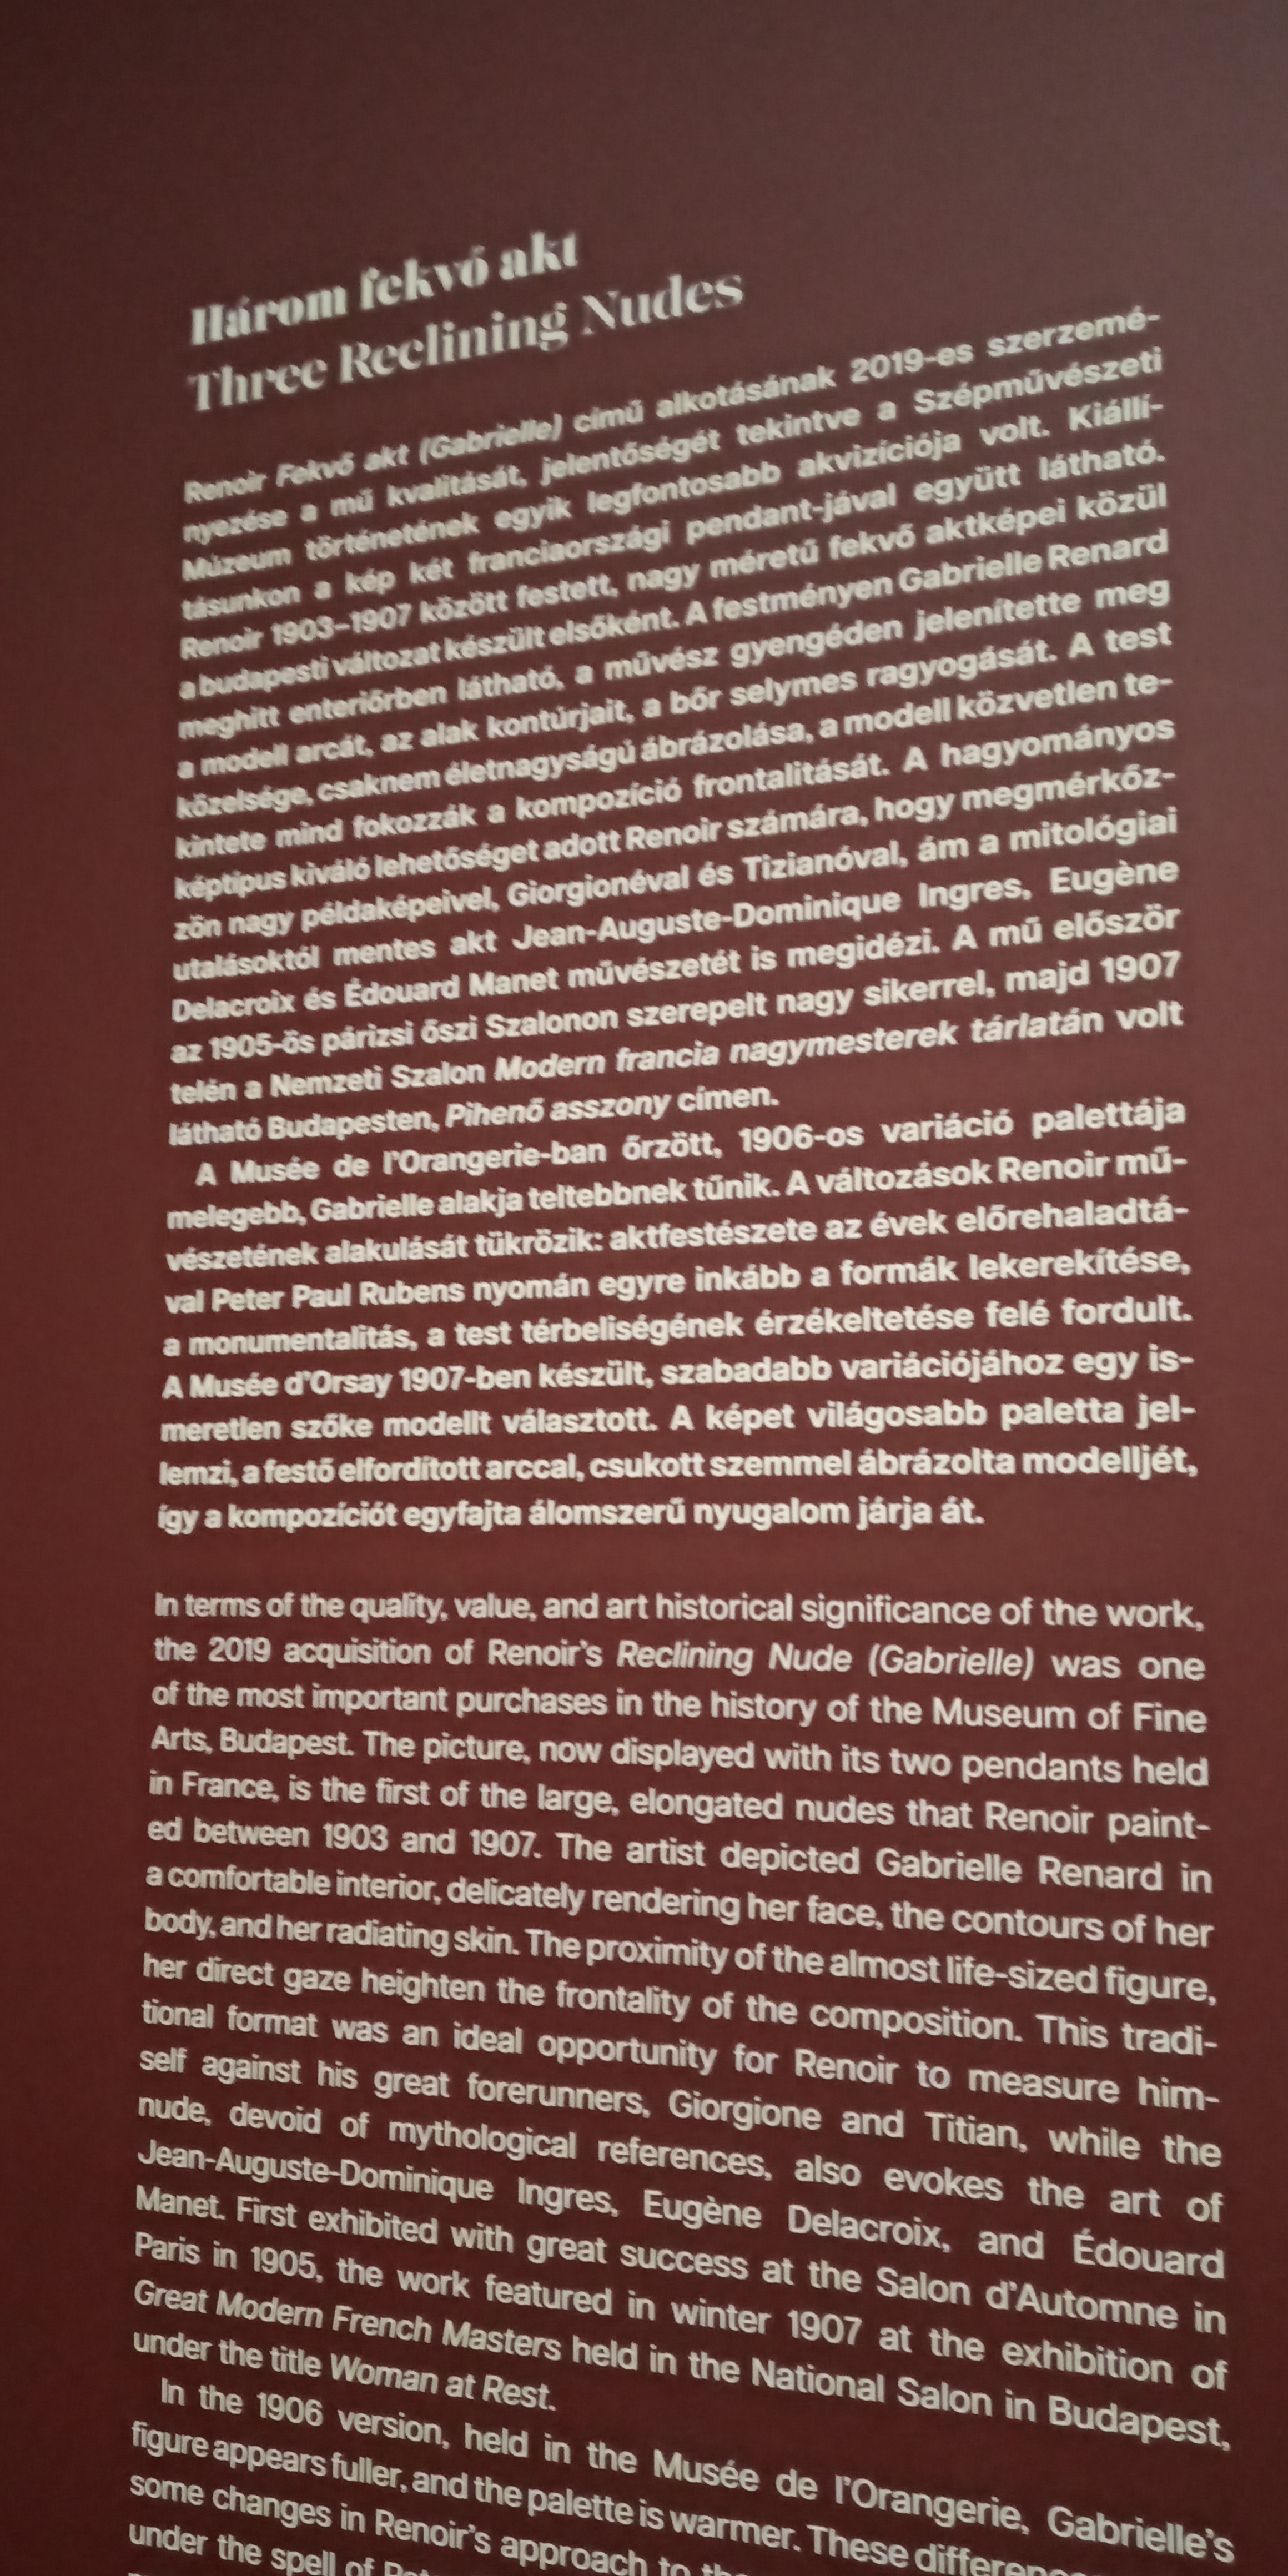 Három fekvő akt
Three Reclining Nudes
Renoir Fekvő akt (Gabrielle) című alkotásának 2019-es szerzemé-
nyezése a mű kvalitását, jelentőségét tekintve a Szépművészeti
Múzeum történetének egyik legfontosabb akvizíciója volt. Kiállí-
tásunkon a kép két franciaországi pendant-jával együtt látható.
Renoir 1903–1907 között festett, nagy méretű fekvő aktképei közül
a budapesti változat készült elsőként. A festményen Gabrielle Renard
meghitt enteriőrben látható, a művész gyengéden jelenítette meg
a modell arcát, az alak kontúrjait, a bőr selymes ragyogását. A test
közelsége, csaknem életnagyságú ábrázolása, a modell közvetlen te-
kintete mind fokozzák a kompozíció frontalitását. A hagyományos
képtípus kiváló lehetőséget adott Renoir számára, hogy megmérkőz-
zön nagy példaképeivel, Giorgionéval és Tizianóval, ám a mitológiai
utalásoktól mentes akt Jean-Auguste-Dominique Ingres, Eugène
Delacroix és Édouard Manet művészetét is megidézi. A mű először
az 1905-ös párizsi őszi Szalonon szerepelt nagy sikerrel, majd 1907
telén a Nemzeti Szalon Modern francia nagymesterek tárlatán volt
látható Budapesten, Pihenő asszony címen.
A Musée de l'Orangerie-ban őrzött, 1906-os variáció palettája
melegebb, Gabrielle alakja teltebbnek tűnik. A változások Renoir mű-
vészetének alakulását tükrözik: aktfestészete az évek előrehaladtá-
val Peter Paul Rubens nyomán egyre inkább a formák lekerekítése,
a monumentalitás, a test térbeliségének érzékeltetése felé fordult.
A Musée d'Orsay 1907-ben készült, szabadabb variációjához egy is-
meretlen szőke modellt választott. A képet világosabb paletta jel-
lemzi, a festő elfordított arccal, csukott szemmel ábrázolta modelljét,
így a kompozíciót egyfajta álomszerű nyugalom járja át.
In terms of the quality, value, and art historical significance of the work,
the 2019 acquisition of Renoir's Reclining Nude (Gabrielle) was one
of the most important purchases in the history of the Museum of Fine
Arts, Budapest. The picture, now displayed with its two pendants held
in France, is the first of the large, elongated nudes that Renoir paint-
ed between 1903 and 1907. The artist depicted Gabrielle Renard in
a comfortable interior, delicately rendering her face, the contours of her
body, and her radiating skin. The proximity of the almost life-sized figure,
her direct gaze heighten the frontality of the composition. This tradi-
tional format was an ideal opportunity for Renoir to measure him-
self against his great forerunners, Giorgione and Titian, while the
nude, devoid of mythological references, also evokes the art of
Jean-Auguste-Dominique Ingres, Eugène Delacroix, and Édouard
Manet. First exhibited with great success at the Salon d'Automne in
Paris in 1905, the work featured in winter 1907 at the exhibition of
Great Modern French Masters held in the National Salon in Budapest,
under the title Woman at Rest.
In the 1906 version, held in the Musée de l'Orangerie, Gabrielle's
figure appears fuller, and the palette is warmer. These
some changes in Renoir's approach to
under the spell of